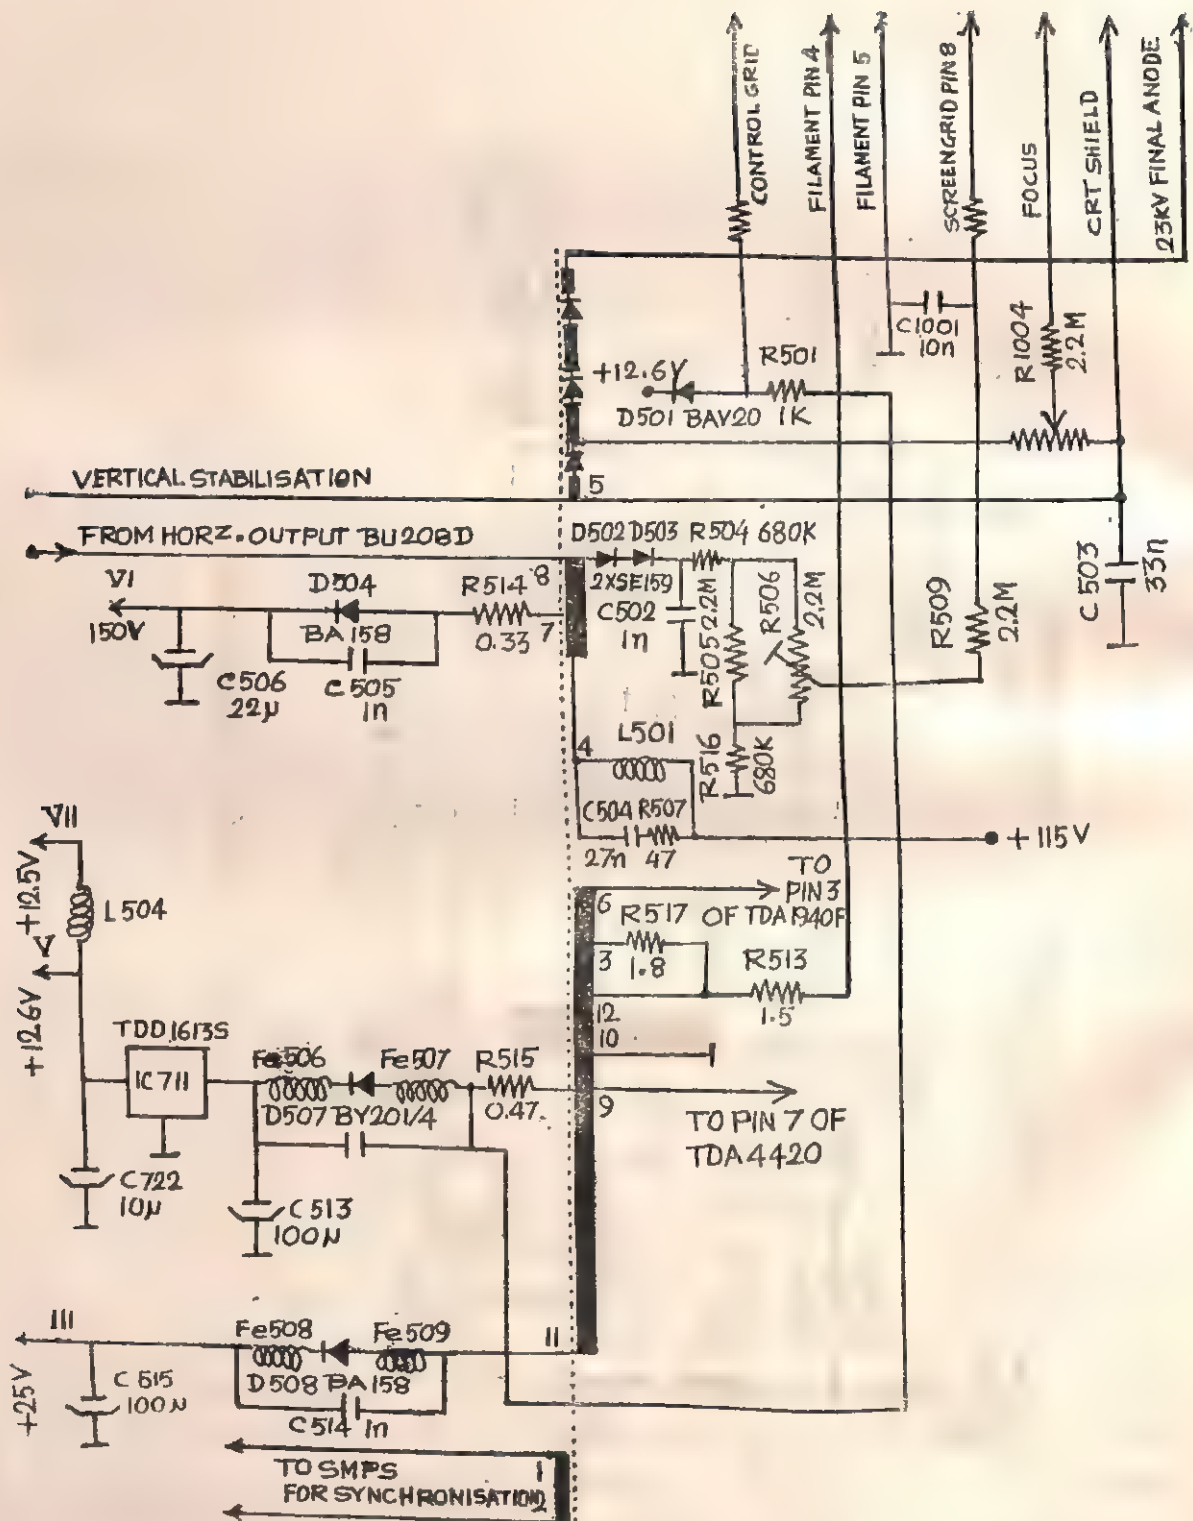 CONTROL GRID
FILAMENT PIN 4
FILAMENT PIN 5
SCREEN GRID PIN 8
FOCUS
CRT SHIELD
23KV FINAL ANODE
C1001
10n
R1004
2.2M
+12.6V
R501
D501 BAV20 1K
5
VERTICAL STABILISATION
FROM HORZ. OUTPUT BU208D
D502 D503 R504 680K
2XSE159
C502
1n
R505 2.2M
R506
2.2M
R509
2.2M
C503
33n
VI
150V
D504
BA158
R514
0.33
8
7
C506
22µ
C505
1n
4
L501
R516
680K
C504 R507
27n 47
+115V
VII
+12.5V
L504
V
+12.6V
6
TO
PIN 3
OF TDA1940F
R517
3
1.8
R513
1.5
12
10
TDD1613S
IC711
Fe506
Fe507
R515
D507 BY201/4
0.47
9
TO PIN 7 OF
TDA4420
C722
10µ
C513
100µ
III
+25V
Fe508
Fe509
11
D508 BA158
C515
100µ
C514 1n
TO SMPS
FOR SYNCHRONISATION
1
2